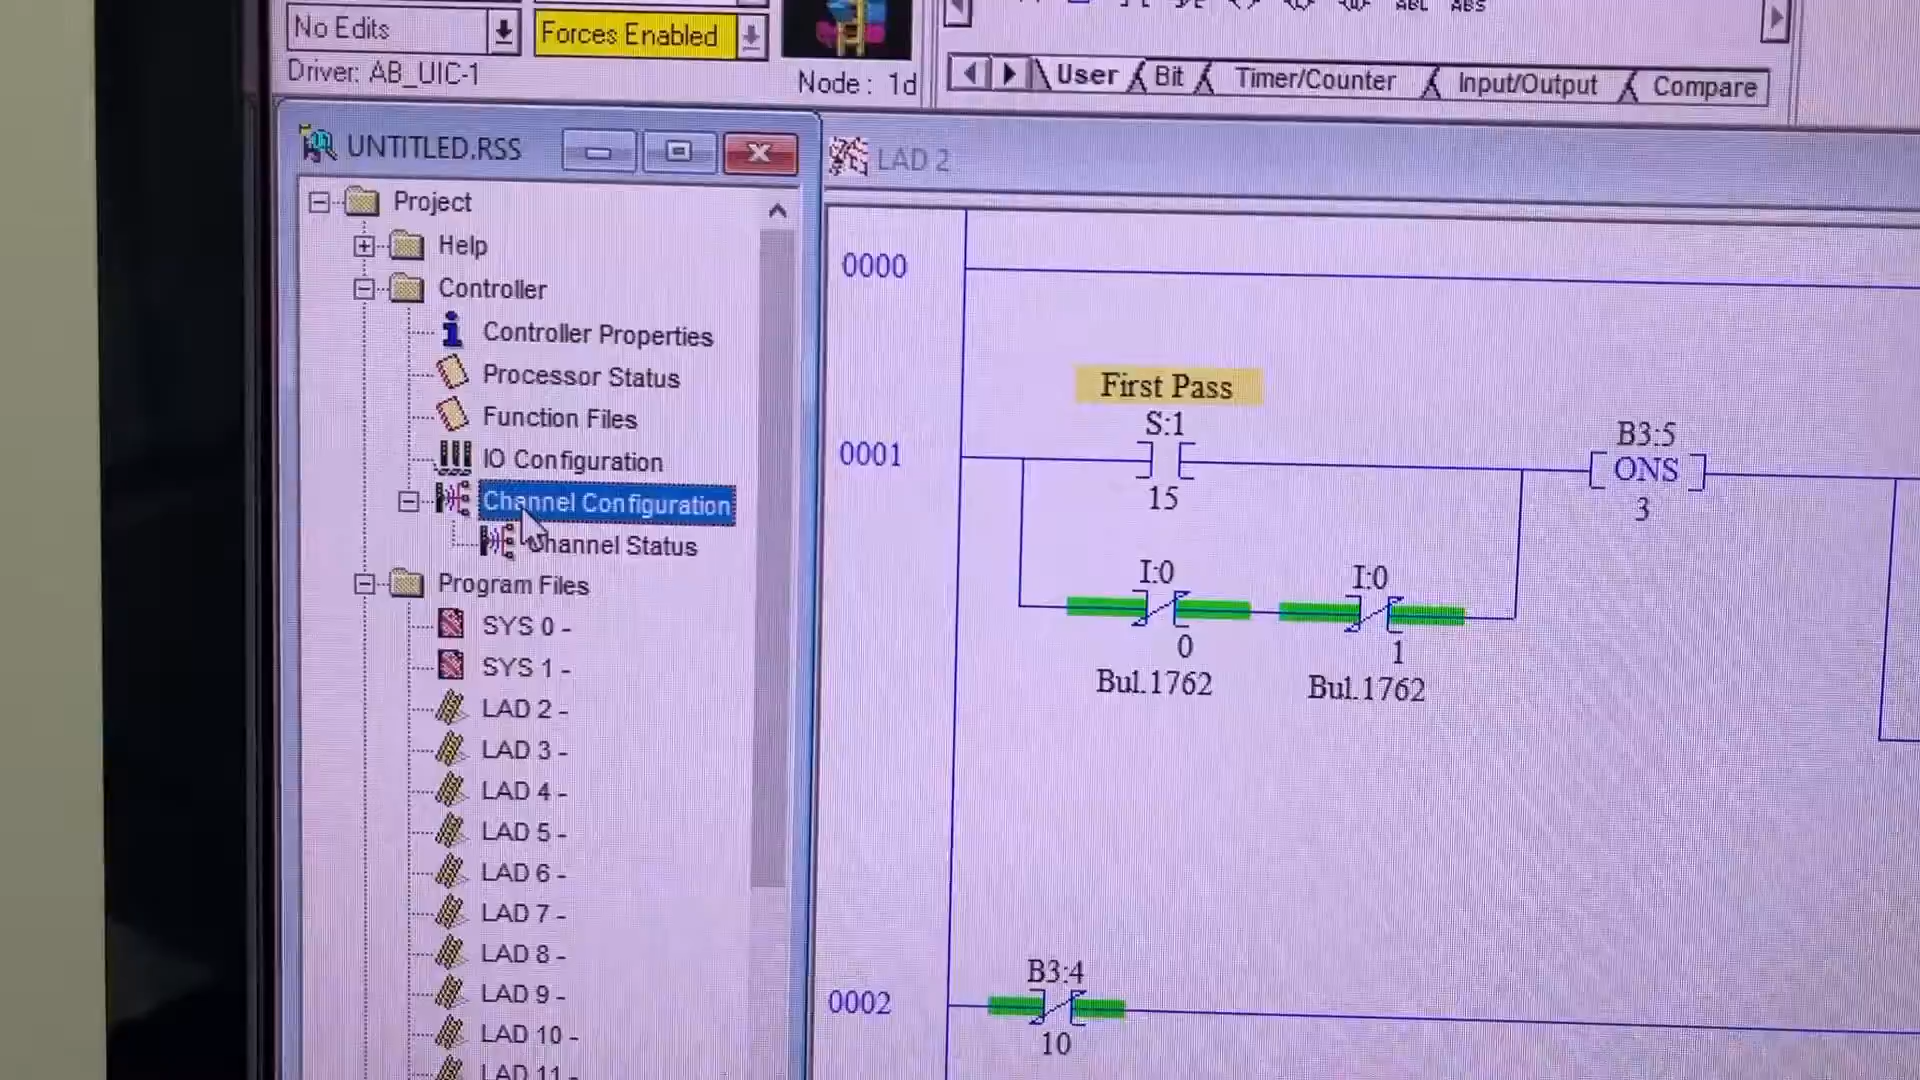 No Edits
Forces Enabled
Driver: AB_UIC-1
Node : 1d
ABL ABS
User Bit Timer/Counter Input/Output Compare
UNTITLED.RSS
Project
Help
Controller
Controller Properties
Processor Status
Function Files
IO Configuration
Channel Configuration
Channel Status
Program Files
SYS 0 -
SYS 1 -
LAD 2 -
LAD 3 -
LAD 4 -
LAD 5 -
LAD 6 -
LAD 7 -
LAD 8 -
LAD 9 -
LAD 10 -
LAD 11 -
LAD 2
0000
First Pass
S:1
0001
15
B3:5
ONS
3
I:0
0
Bul.1762
I:0
1
Bul.1762
B3:4
0002
10